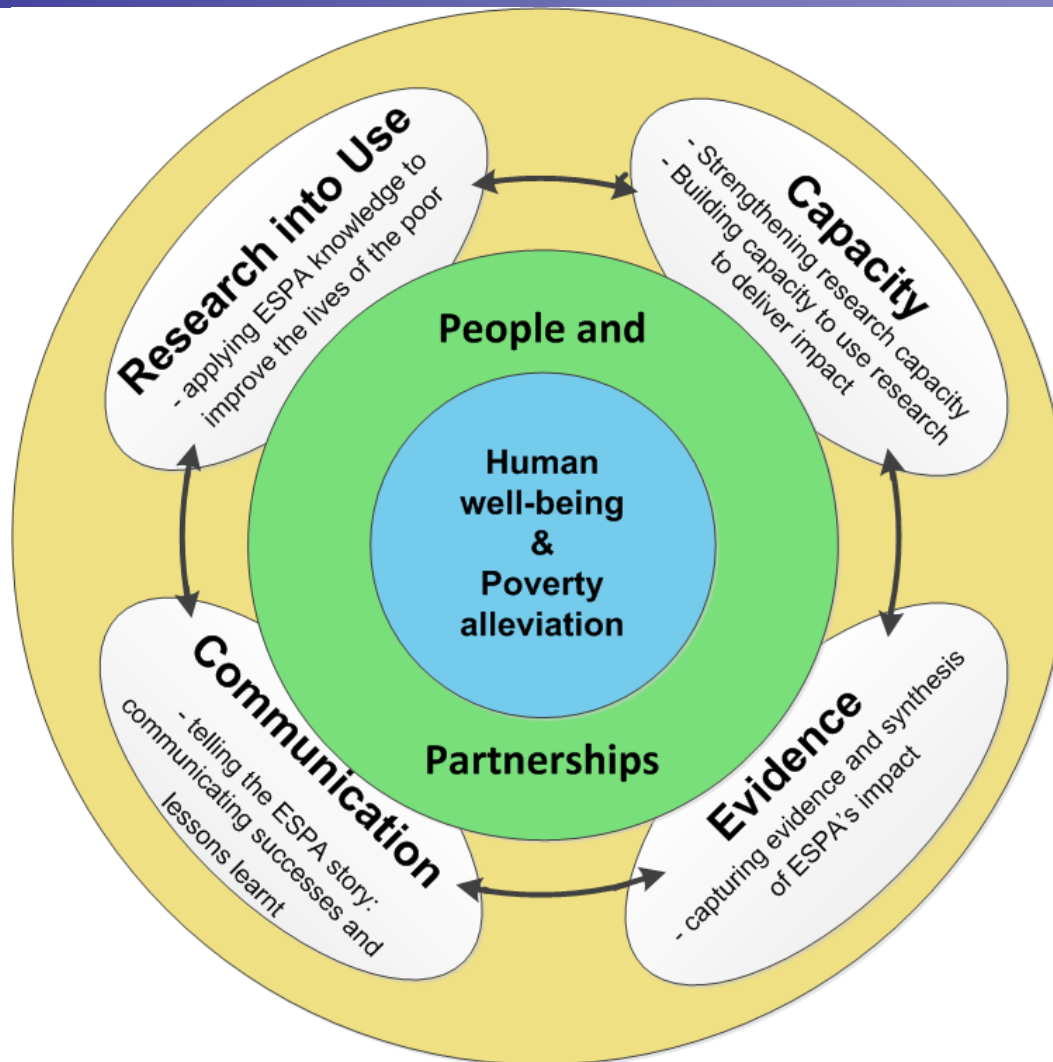 Research into Use
- applying ESPA knowledge to
improve the lives of the poor
Capacity
- Strengthening research capacity
- Building capacity to use research
to deliver impact
People and
Human
well-being
&
Poverty
alleviation
Partnerships
Communication
- telling the ESPA story:
communicating successes and
lessons learnt
Evidence
- capturing evidence and synthesis
of ESPA's impact